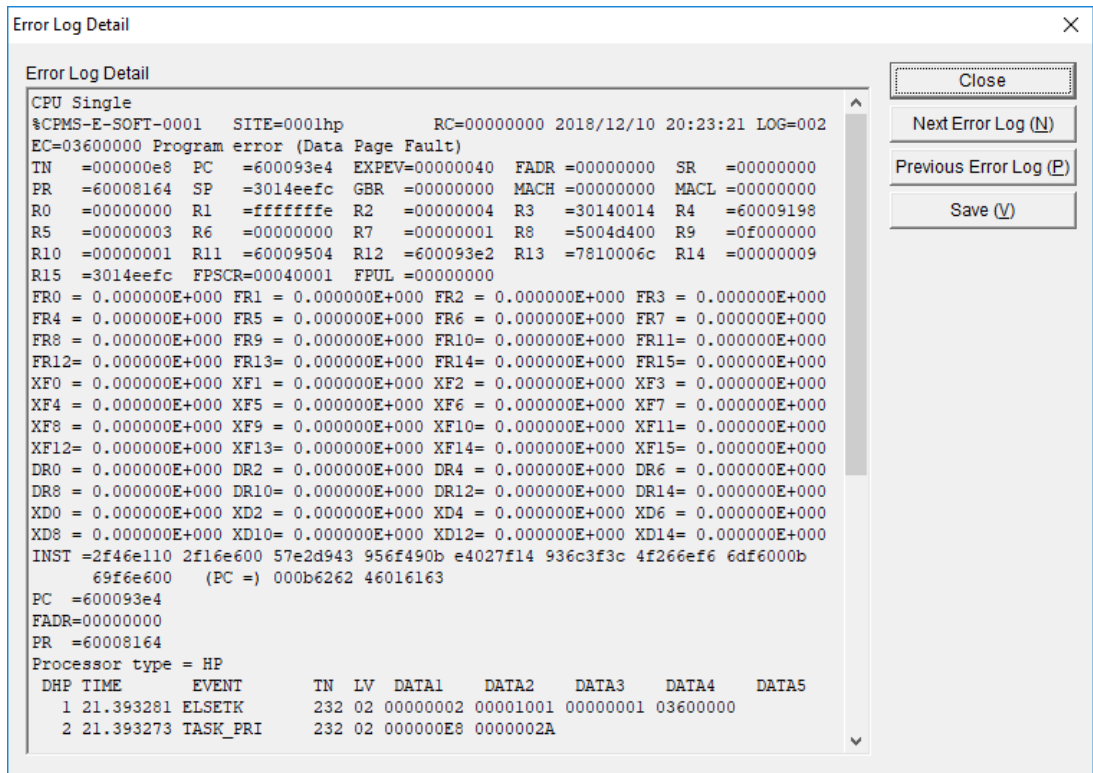 Error Log Detail
Error Log Detail
Close
Next Error Log (N)
Previous Error Log (P)
Save (V)
CPU Single
%CPMS-E-SOFT-0001 SITE=0001hp RC=00000000 2018/12/10 20:23:21 LOG=002
EC=03600000 Program error (Data Page Fault)
TN =000000e8 PC =600093e4 EXPEV=00000040 FADR =00000000 SR =00000000
PR =60008164 SP =3014eefc GBR =00000000 MACH =00000000 MACL =00000000
R0 =00000000 R1 =fffffffe R2 =00000004 R3 =30140014 R4 =60009198
R5 =00000003 R6 =00000000 R7 =00000001 R8 =5004d400 R9 =0f000000
R10 =00000001 R11 =60009504 R12 =600093e2 R13 =7810006c R14 =00000009
R15 =3014eefc FPSCR=00040001 FPUL =00000000
FR0 = 0.000000E+000 FR1 = 0.000000E+000 FR2 = 0.000000E+000 FR3 = 0.000000E+000
FR4 = 0.000000E+000 FR5 = 0.000000E+000 FR6 = 0.000000E+000 FR7 = 0.000000E+000
FR8 = 0.000000E+000 FR9 = 0.000000E+000 FR10= 0.000000E+000 FR11= 0.000000E+000
FR12= 0.000000E+000 FR13= 0.000000E+000 FR14= 0.000000E+000 FR15= 0.000000E+000
XF0 = 0.000000E+000 XF1 = 0.000000E+000 XF2 = 0.000000E+000 XF3 = 0.000000E+000
XF4 = 0.000000E+000 XF5 = 0.000000E+000 XF6 = 0.000000E+000 XF7 = 0.000000E+000
XF8 = 0.000000E+000 XF9 = 0.000000E+000 XF10= 0.000000E+000 XF11= 0.000000E+000
XF12= 0.000000E+000 XF13= 0.000000E+000 XF14= 0.000000E+000 XF15= 0.000000E+000
DR0 = 0.000000E+000 DR2 = 0.000000E+000 DR4 = 0.000000E+000 DR6 = 0.000000E+000
DR8 = 0.000000E+000 DR10= 0.000000E+000 DR12= 0.000000E+000 DR14= 0.000000E+000
XD0 = 0.000000E+000 XD2 = 0.000000E+000 XD4 = 0.000000E+000 XD6 = 0.000000E+000
XD8 = 0.000000E+000 XD10= 0.000000E+000 XD12= 0.000000E+000 XD14= 0.000000E+000
INST =2f46e110 2f16e600 57e2d943 956f490b e4027f14 936c3f3c 4f266ef6 6df6000b
69f6e600 (PC =) 000b6262 46016163
PC =600093e4
FADR=00000000
PR =60008164
Processor type = HP
DHP TIME EVENT TN LV DATA1 DATA2 DATA3 DATA4 DATA5
1 21.393281 ELSETK 232 02 00000002 00001001 00000001 03600000
2 21.393273 TASK_PRI 232 02 000000E8 0000002A